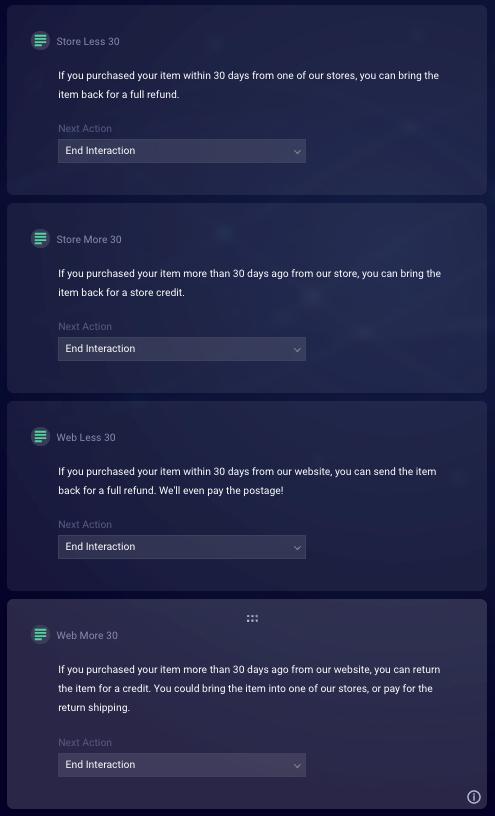 Store Less 30
If you purchased your item within 30 days from one of our stores, you can bring the
item back for a full refund.
Next Action
End Interaction
Store More 30
If you purchased your item more than 30 days ago from our store, you can bring the
item back for a store credit.
Next Action
End Interaction
Web Less 30
If you purchased your item within 30 days from our website, you can send the item
back for a full refund. We'll even pay the postage!
Next Action
End Interaction
Web More 30
If you purchased your item more than 30 days ago from our website, you can return
the item for a credit. You could bring the item into one of our stores, or pay for the
return shipping.
Next Action
End Interaction